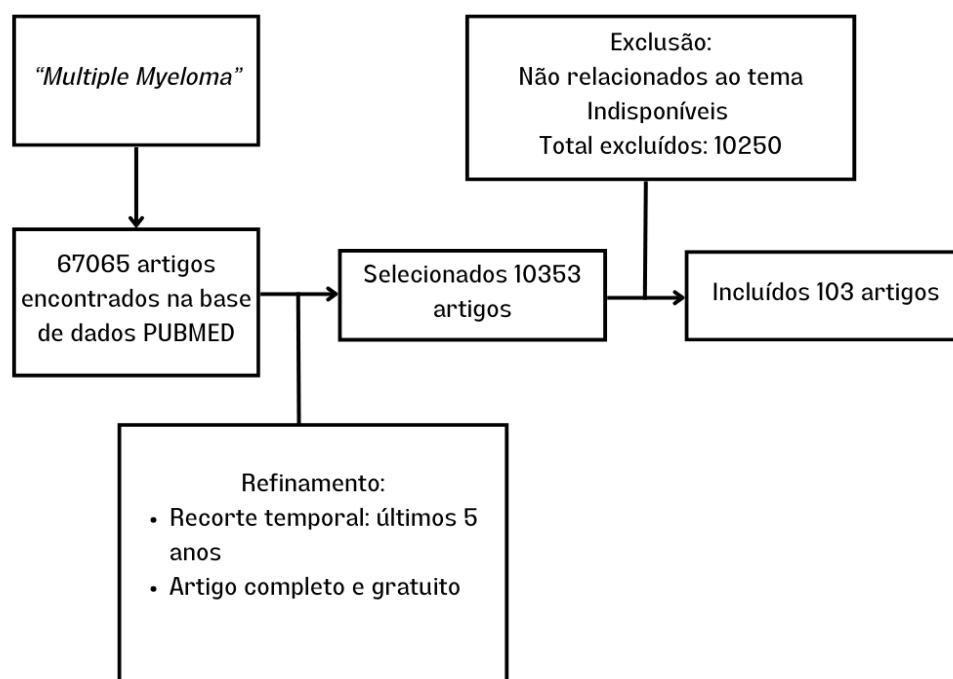 “Multiple Myeloma”
Exclusão:
Não relacionados ao tema
Indisponíveis
Total excluídos: 10250
67065 artigos
encontrados na base
de dados PUBMED
Selecionados 10353
artigos
Incluídos 103 artigos
Refinamento:
• Recorte temporal: últimos 5
anos
• Artigo completo e gratuito